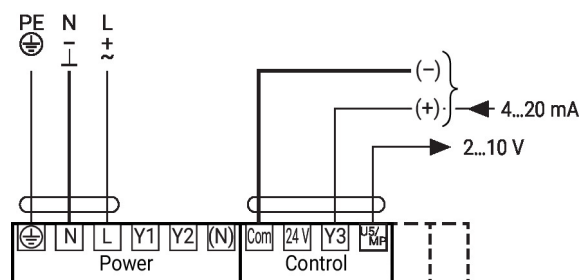 PE N L
− +
⊥ ~
(−)
(+) 4...20 mA
2...10 V
N L Y1 Y2 (N) Com 24 V Y3 U5/MP
Power Control